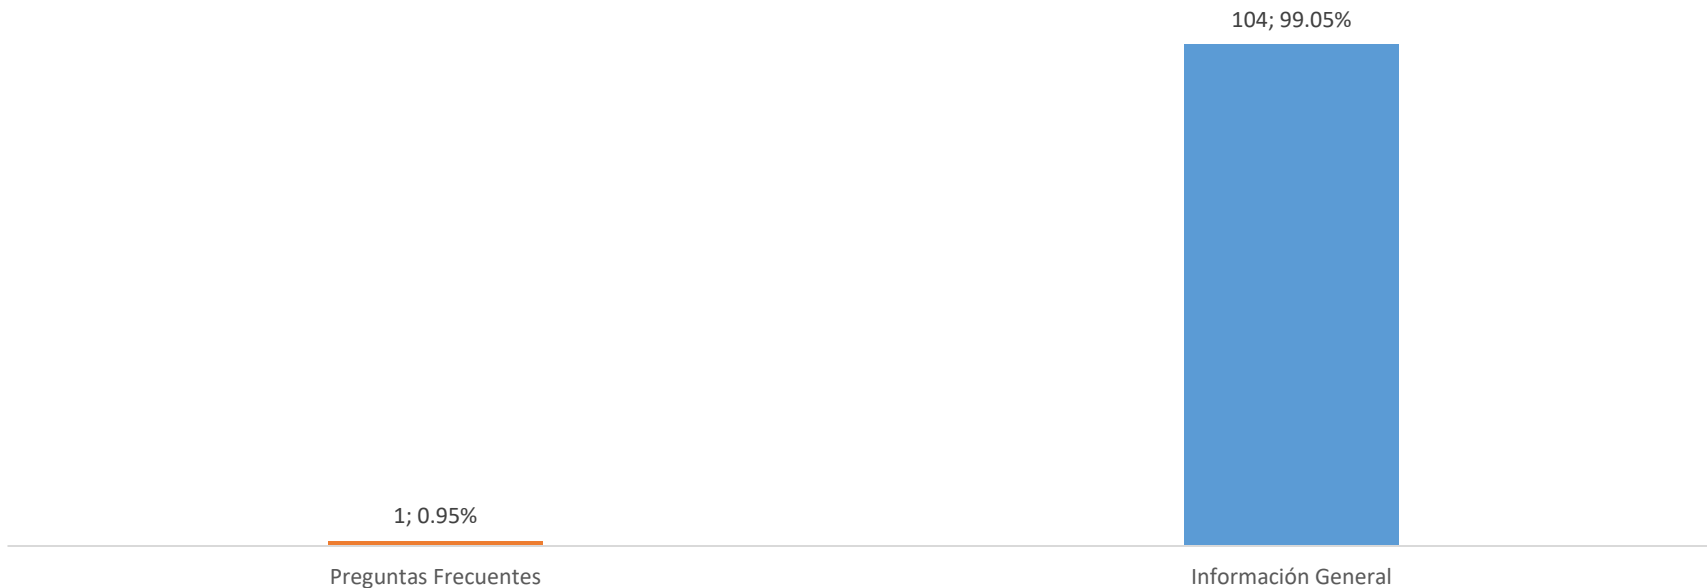 104; 99.05%
1; 0.95%
Preguntas Frecuentes
Información General